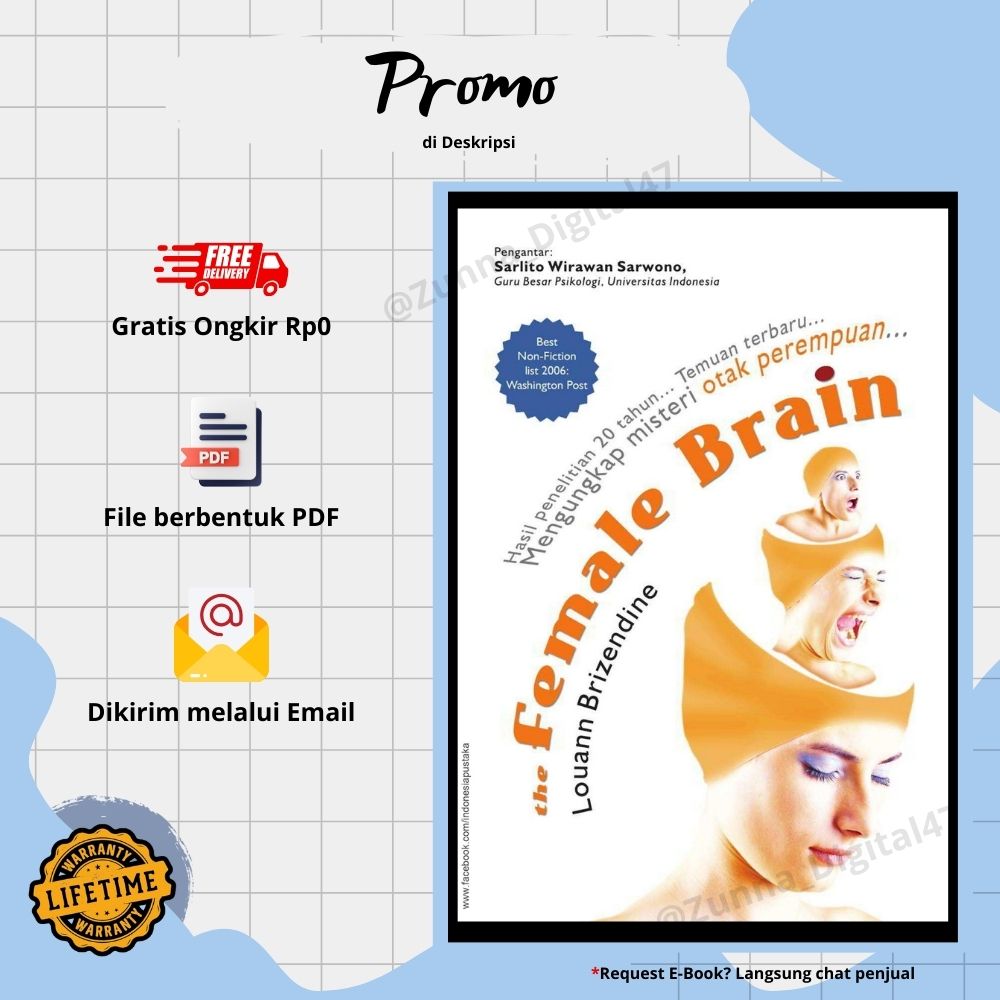 Promo
di Deskripsi
@Zunna_Digital47
FREE
DELIVERY
Gratis Ongkir Rp0
PDF
File berbentuk PDF
@
Dikirim melalui Email
WARRANTY
LIFETIME
WARRANTY
Pengantar:
Sarlito Wirawan Sarwono,
Guru Besar Psikologi, Universitas Indonesia
Best
Non-Fiction
list 2006:
Washington Post
Hasil penelitian 20 tahun... Temuan terbaru...
Mengungkap misteri otak perempuan...
the female Brain
Louann Brizendine
www.facebook.com/indonesiapustaka
@Zunna_Digital47
*Request E-Book? Langsung chat penjual